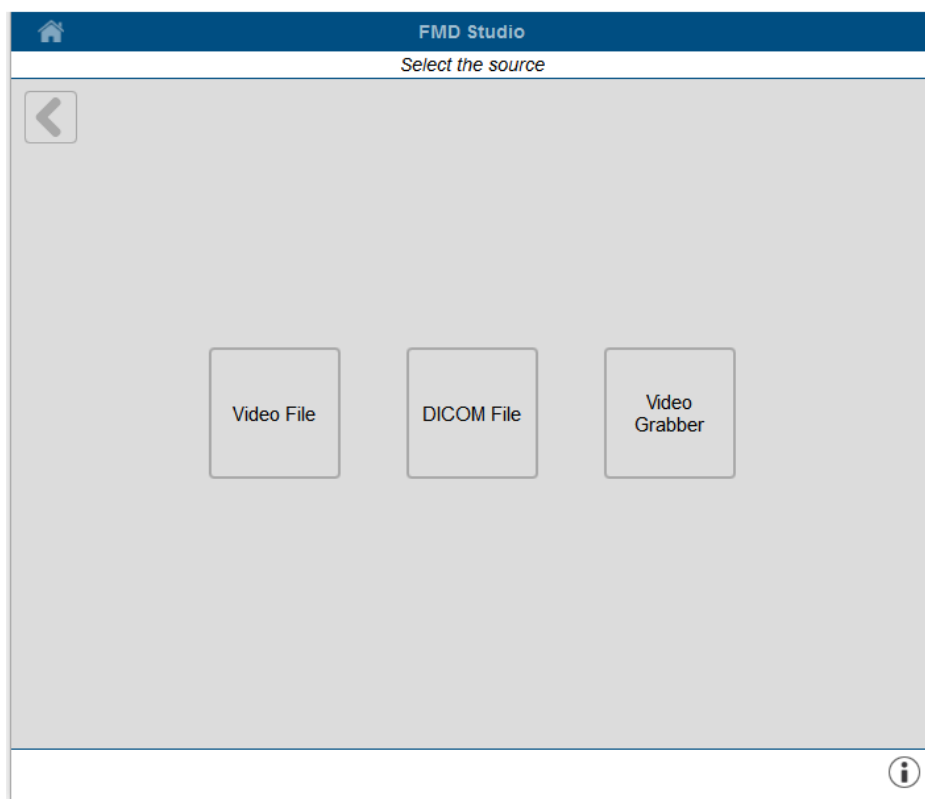 FMD Studio
Select the source
Video File
DICOM File
Video
Grabber